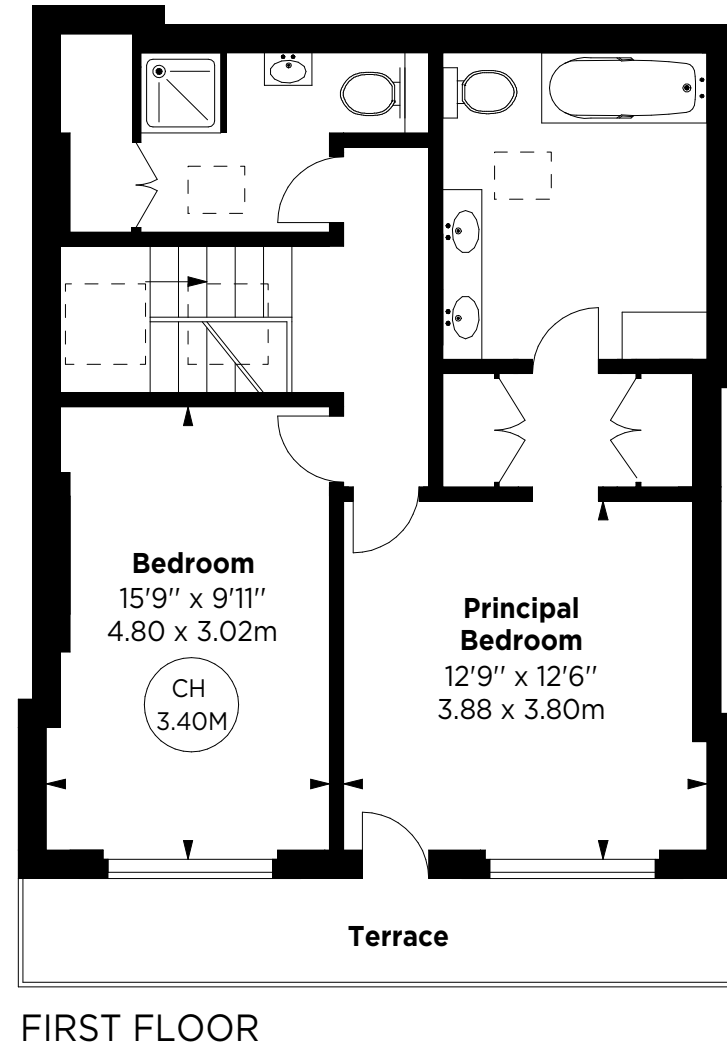 Bedroom
15'9'' x 9'11''
4.80 x 3.02m
CH
3.40M
Principal
Bedroom
12'9'' x 12'6''
3.88 x 3.80m
Terrace
FIRST FLOOR